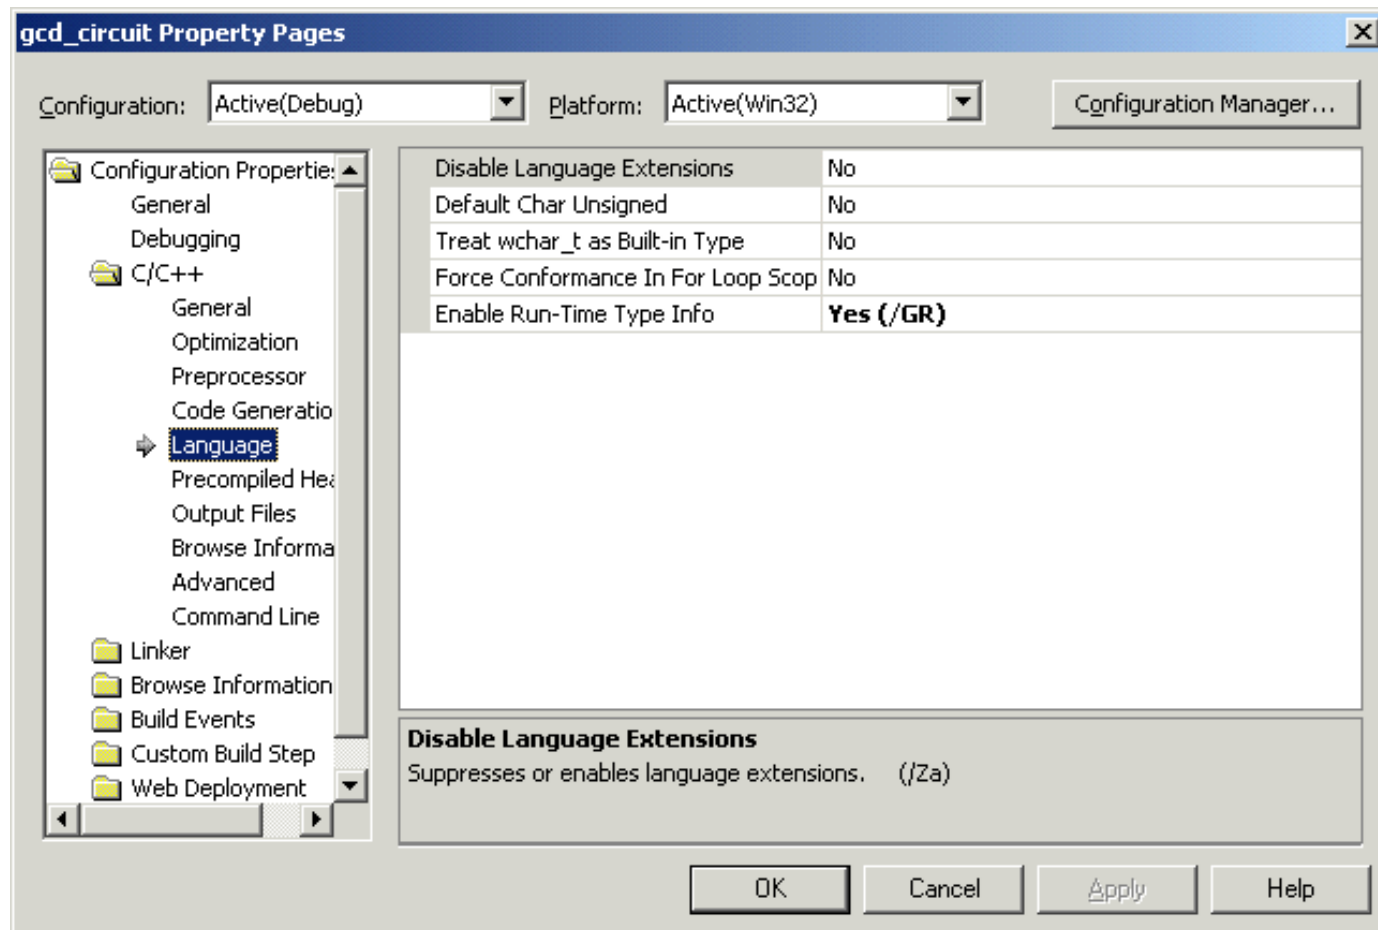 gcd_circuit Property Pages
Configuration: Active(Debug) Platform: Active(Win32) Configuration Manager...
Configuration Propertie
General
Debugging
C/C++
General
Optimization
Preprocessor
Code Generatio
Language
Precompiled Hea
Output Files
Browse Informa
Advanced
Command Line
Linker
Browse Information
Build Events
Custom Build Step
Web Deployment
Disable Language Extensions No
Default Char Unsigned No
Treat wchar_t as Built-in Type No
Force Conformance In For Loop Scop No
Enable Run-Time Type Info Yes (/GR)
Disable Language Extensions
Suppresses or enables language extensions. (/Za)
OK Cancel Apply Help